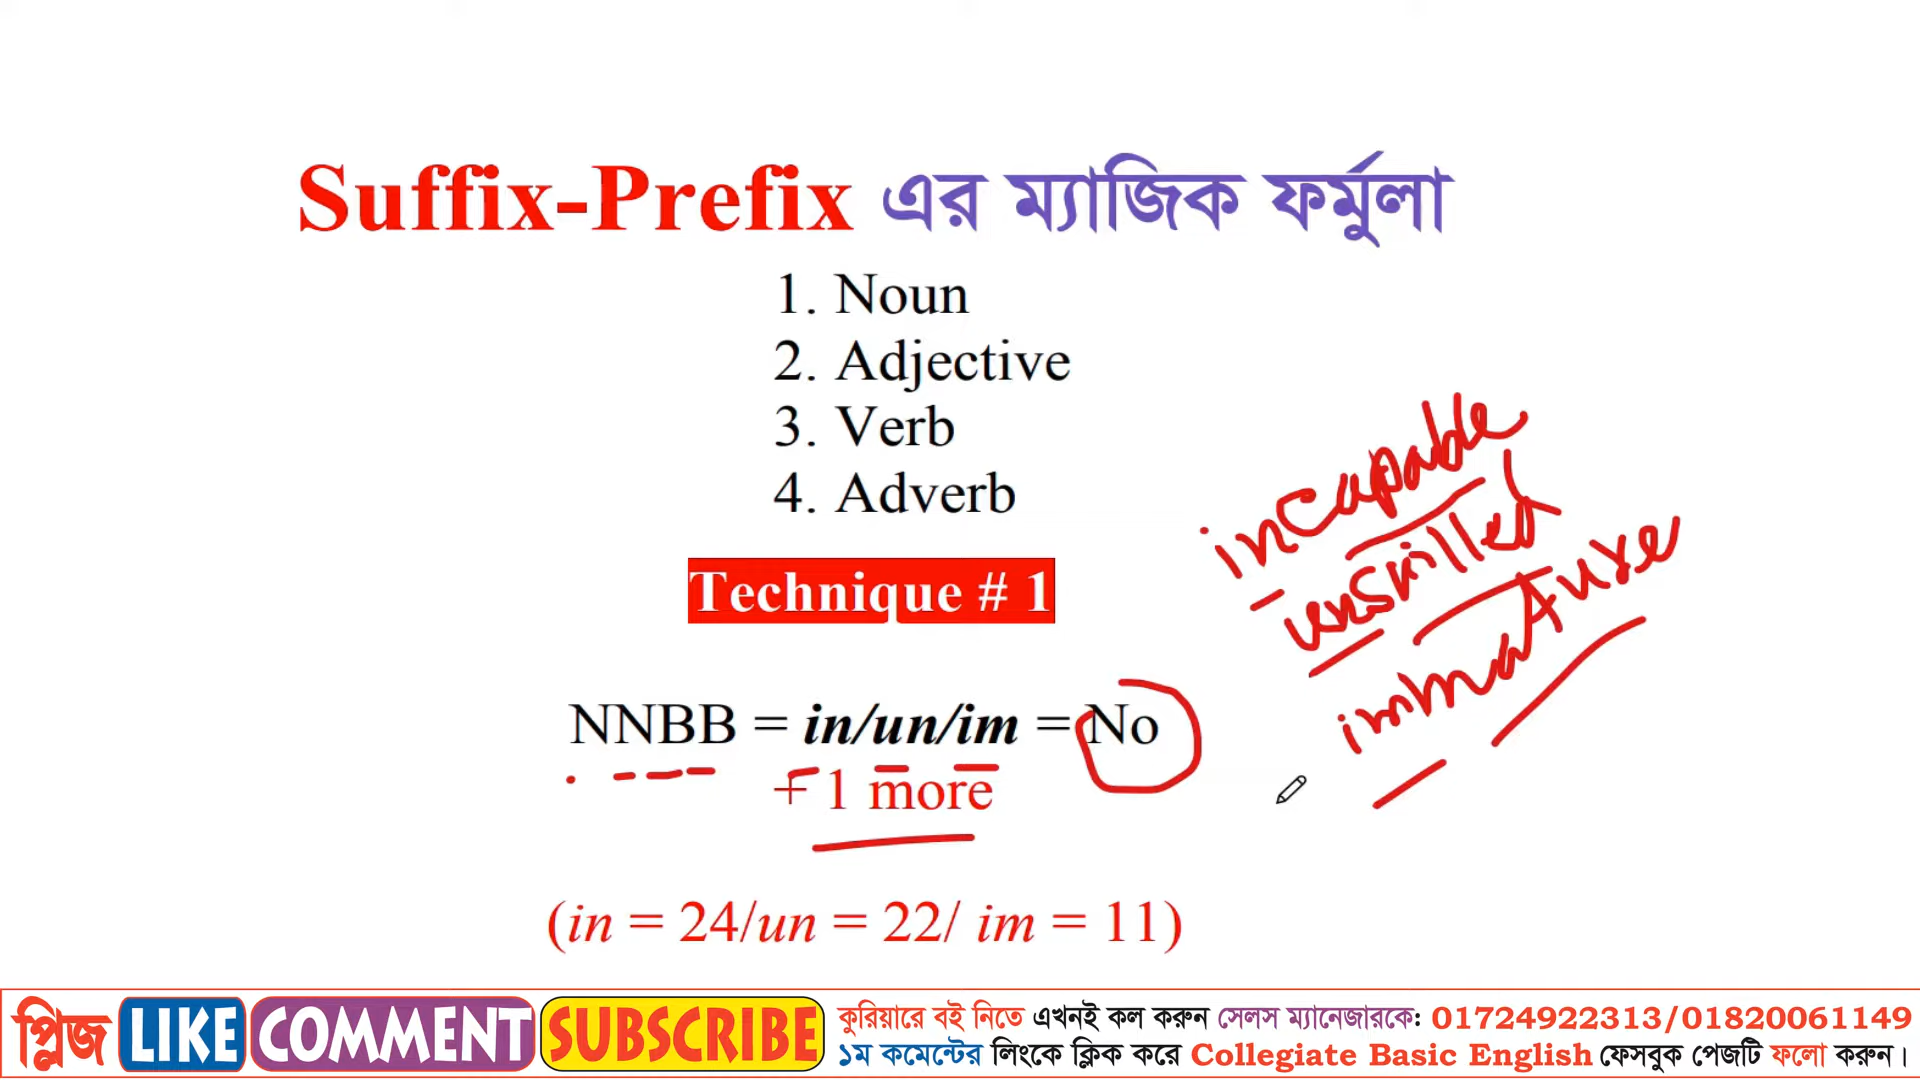 Suffix-Prefix এর ম্যাজিক ফর্মুলা
1. Noun
2. Adjective
3. Verb
4. Adverb
incapable
unskilled
immature
Technique # 1
NNBB = in/un/im = No
+ 1 more
(in = 24/un = 22/ im = 11)
প্লিজ LIKE COMMENT SUBSCRIBE
কুরিয়ারে বই নিতে এখনই কল করুন সেলস ম্যানেজারকে: 01724922313/01820061149
১ম কমেন্টের লিংকে ক্লিক করে Collegiate Basic English ফেসবুক পেজটি ফলো করুন।